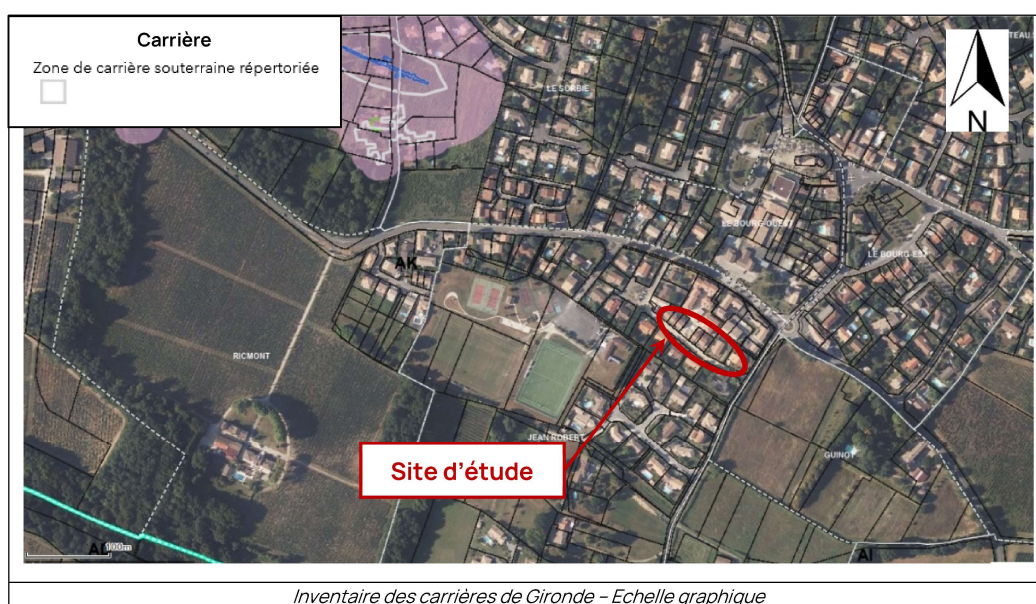 Carrière
Zone de carrière souterraine répertoriée
N
LE SORBIE
LE BOURG-OUEST
LE BOURG-EST
AK
RICMONT
JEAN ROBERT
GUINOT
Site d'étude
100m
AI
Inventaire des carrières de Gironde – Echelle graphique